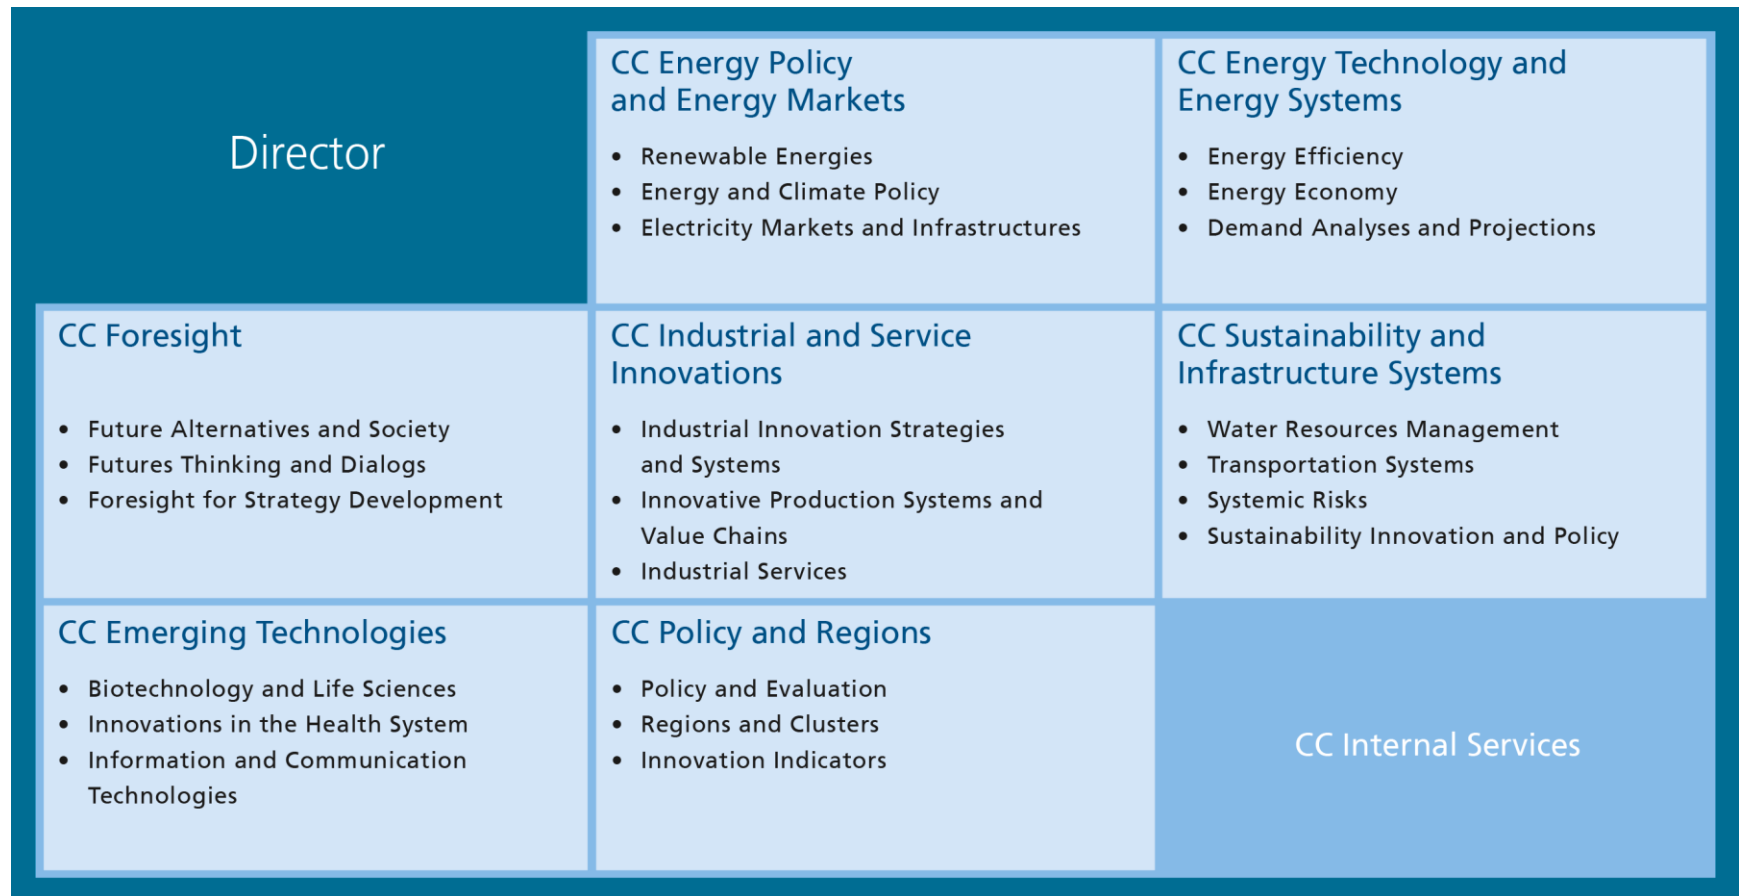 Director
CC Energy Policy
and Energy Markets
• Renewable Energies
• Energy and Climate Policy
• Electricity Markets and Infrastructures
CC Energy Technology and
Energy Systems
• Energy Efficiency
• Energy Economy
• Demand Analyses and Projections
CC Foresight
• Future Alternatives and Society
• Futures Thinking and Dialogs
• Foresight for Strategy Development
CC Industrial and Service
Innovations
• Industrial Innovation Strategies
and Systems
• Innovative Production Systems and
Value Chains
• Industrial Services
CC Sustainability and
Infrastructure Systems
• Water Resources Management
• Transportation Systems
• Systemic Risks
• Sustainability Innovation and Policy
CC Emerging Technologies
• Biotechnology and Life Sciences
• Innovations in the Health System
• Information and Communication
Technologies
CC Policy and Regions
• Policy and Evaluation
• Regions and Clusters
• Innovation Indicators
CC Internal Services